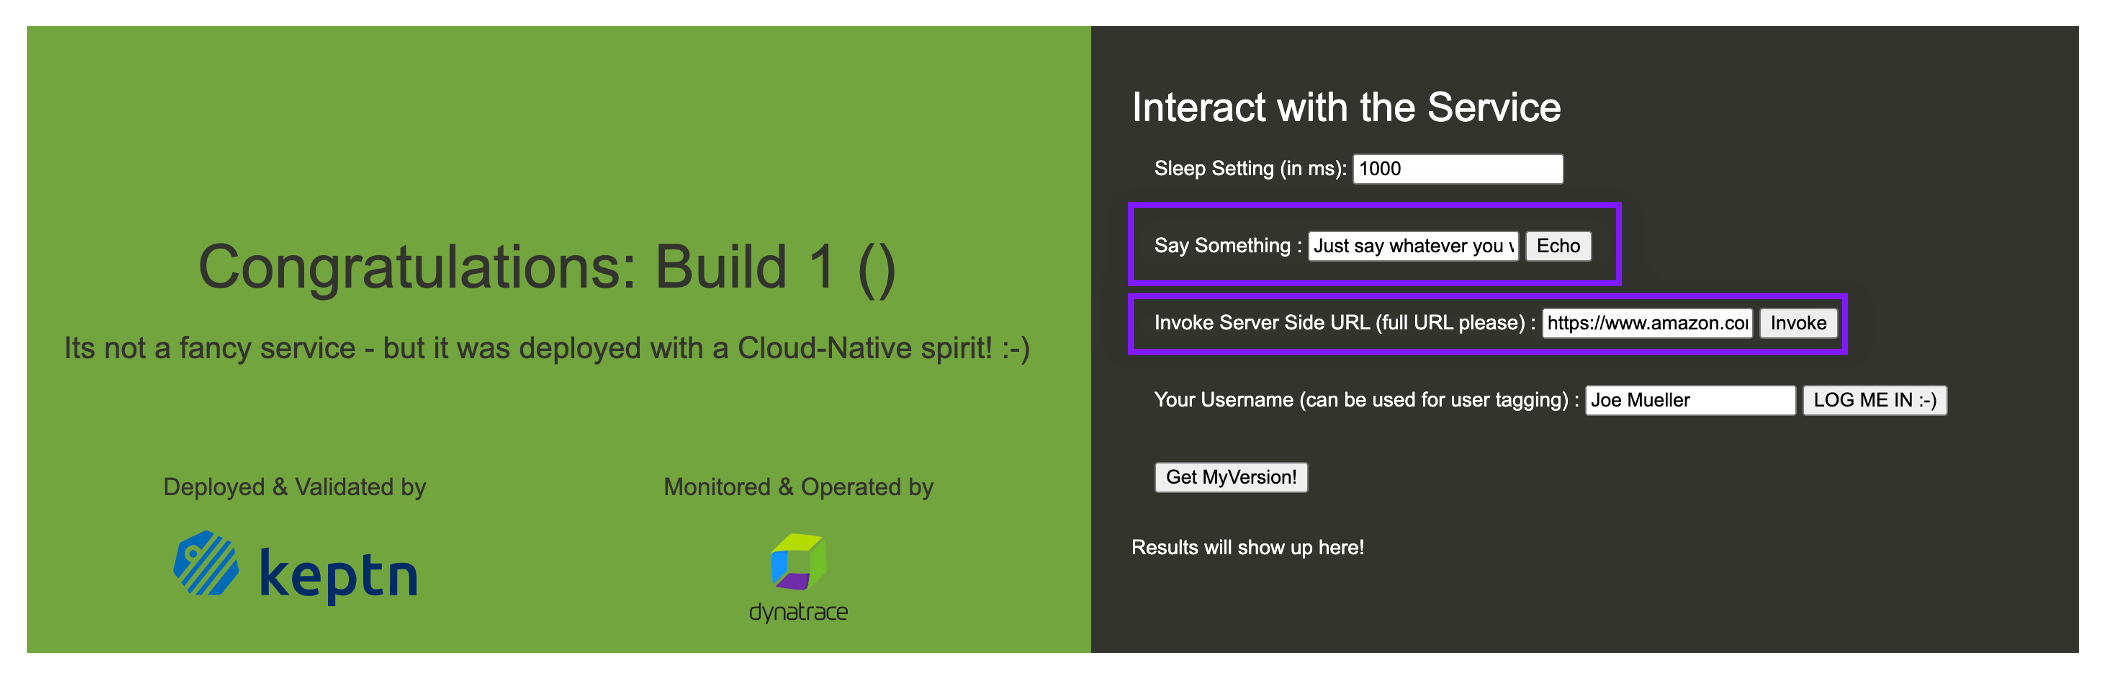 Congratulations: Build 1 ()
Its not a fancy service - but it was deployed with a Cloud-Native spirit! :-)
Deployed & Validated by
keptn
Monitored & Operated by
dynatrace
Interact with the Service
Sleep Setting (in ms): 1000
Say Something : Just say whatever you Echo
Invoke Server Side URL (full URL please) : https://www.amazon.co Invoke
Your Username (can be used for user tagging) : Joe Mueller LOG ME IN :-)
Get MyVersion!
Results will show up here!